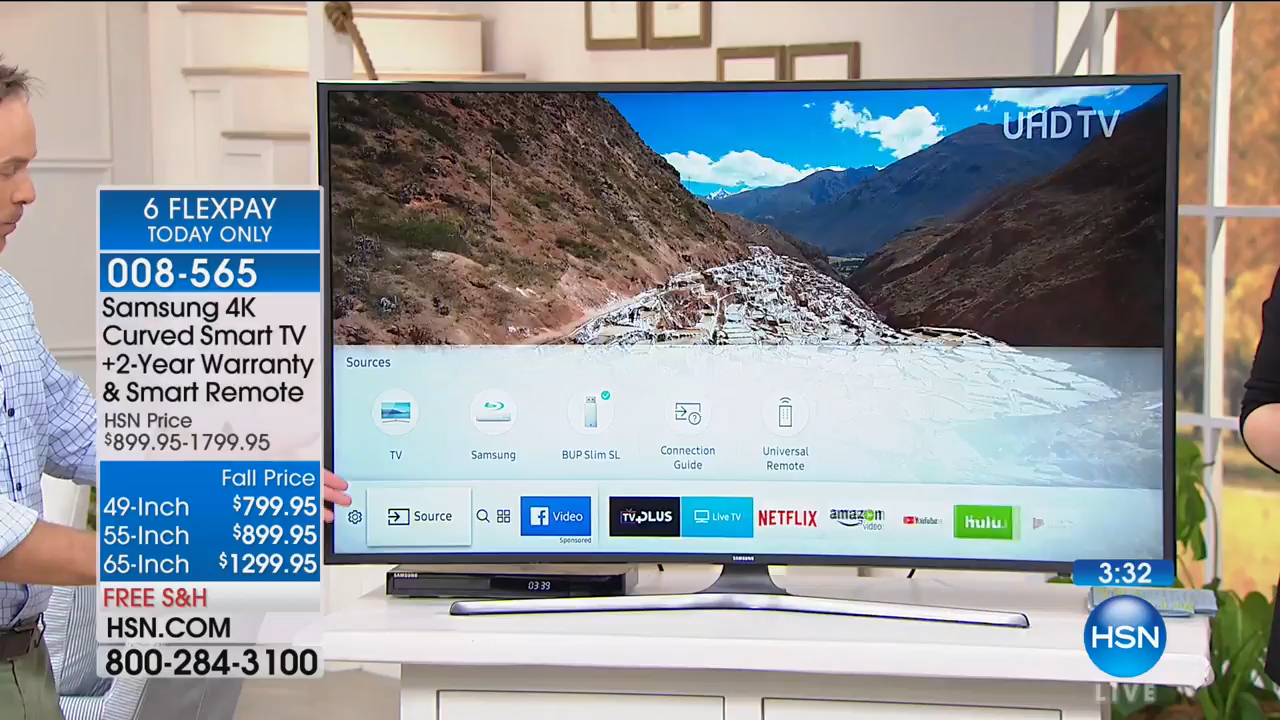 6 FLEXPAY
TODAY ONLY
008-565
Samsung 4K
Curved Smart TV
+2-Year Warranty
& Smart Remote
HSN Price
$899.95-1799.95
Fall Price
49-Inch $799.95
55-Inch $899.95
65-Inch $1299.95
FREE S&H
HSN.COM
800-284-3100
UHD TV
Sources
TV
Samsung
BUP Slim SL
Connection
Guide
Universal
Remote
Source
Video
Sponsored
TV PLUS
LIVE TV
NETFLIX
amazon
video
YouTube
hulu
SAMSUNG
SAMSUNG
03:39
3:32
HSN
LIVE